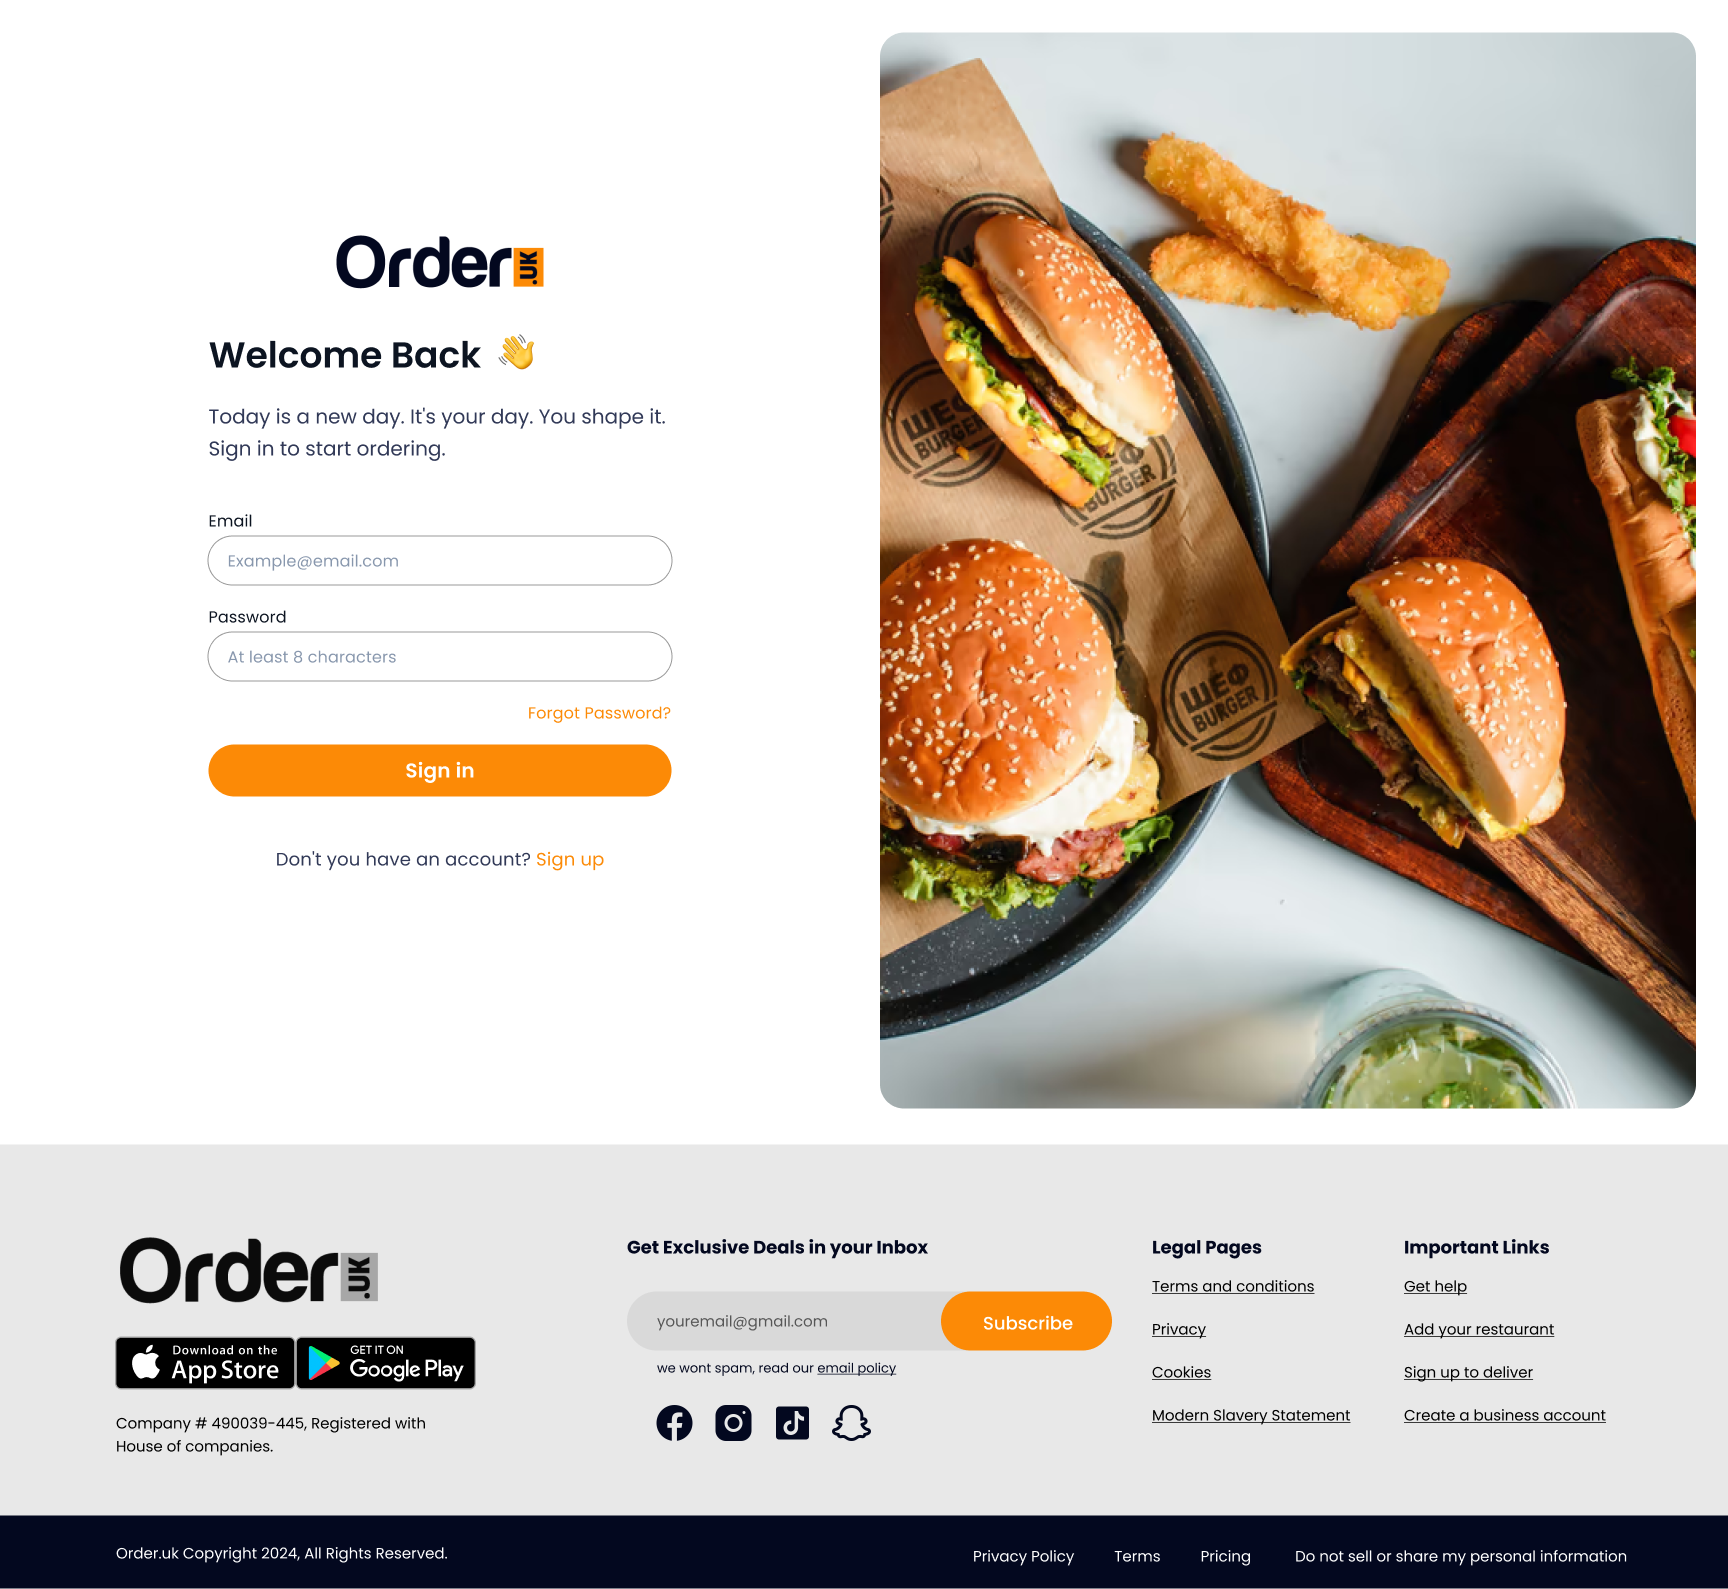 Order.UK
Welcome Back 👋
Today is a new day. It's your day. You shape it.
Sign in to start ordering.
Email
Example@email.com
Password
At least 8 characters
Forgot Password?
Sign in
Don't you have an account? Sign up
ШЕФ
BURGER
ШЕФ
BURGER
ШЕФ
BURGER
Order.UK
Download on the
App Store
GET IT ON
Google Play
Company # 490039-445, Registered with
House of companies.
Get Exclusive Deals in your Inbox
youremail@gmail.com
Subscribe
we wont spam, read our email policy
Legal Pages
Terms and conditions
Privacy
Cookies
Modern Slavery Statement
Important Links
Get help
Add your restaurant
Sign up to deliver
Create a business account
Order.uk Copyright 2024, All Rights Reserved.
Privacy Policy
Terms
Pricing
Do not sell or share my personal information